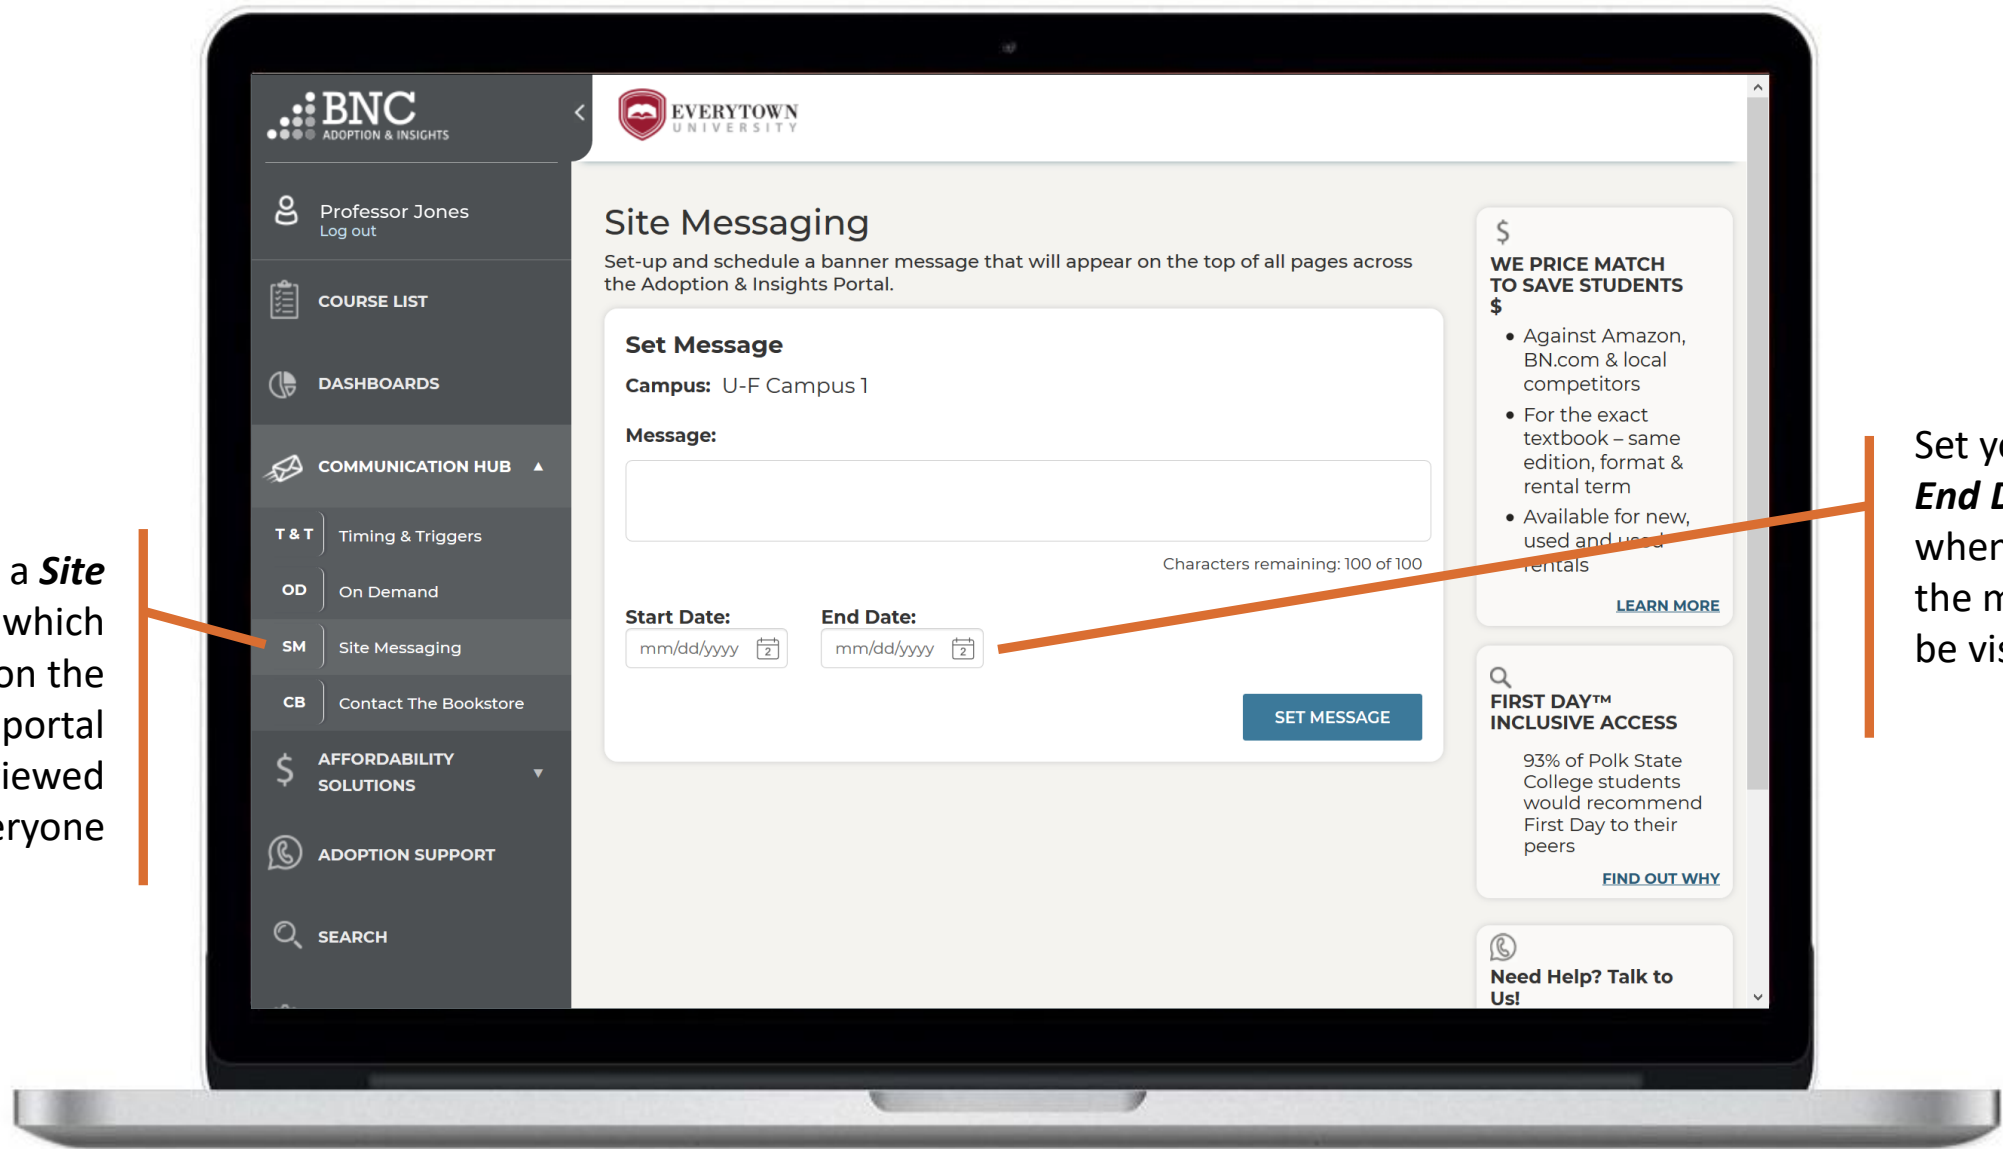 BNC
ADOPTION & INSIGHTS
Professor Jones
Log out
COURSE LIST
DASHBOARDS
COMMUNICATION HUB
T & T Timing & Triggers
OD On Demand
SM Site Messaging
CB Contact The Bookstore
AFFORDABILITY
SOLUTIONS
ADOPTION SUPPORT
SEARCH
a Site
which
on the
portal
EVERYTOWN
UNIVERSITY
Site Messaging
Set-up and schedule a banner message that will appear on the top of all pages across
the Adoption & Insights Portal.
Set Message
Campus: U-F Campus 1
Message:
Characters remaining: 100 of 100
Start Date: End Date:
mm/dd/yyyy 2 mm/dd/yyyy 2
SET MESSAGE
$
WE PRICE MATCH
TO SAVE STUDENTS
$
• Against Amazon,
BN.com & local
competitors
• For the exact
textbook – same
edition, format &
rental term
• Available for new,
used and used
rentals
LEARN MORE
FIRST DAY™
INCLUSIVE ACCESS
93% of Polk State
College students
would recommend
First Day to their
peers
FIND OUT WHY
Need Help? Talk to
Us!
Set
End
when
the
be